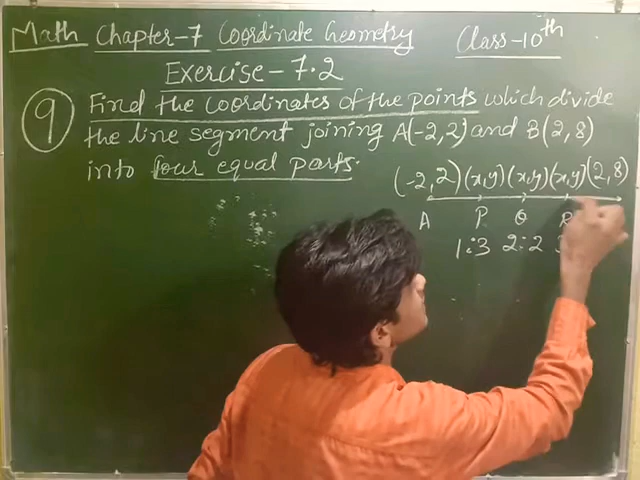 Math Chapter-7 Coordinate Geometry Class-10th
Exercise-7.2
9 Find the coordinates of the points which divide
the line segment joining A(-2,2) and B(2,8)
into four equal parts.
(-2,2) (x,y) (x,y) (x,y) (2,8)
A P Q R
1:3 2:2 3